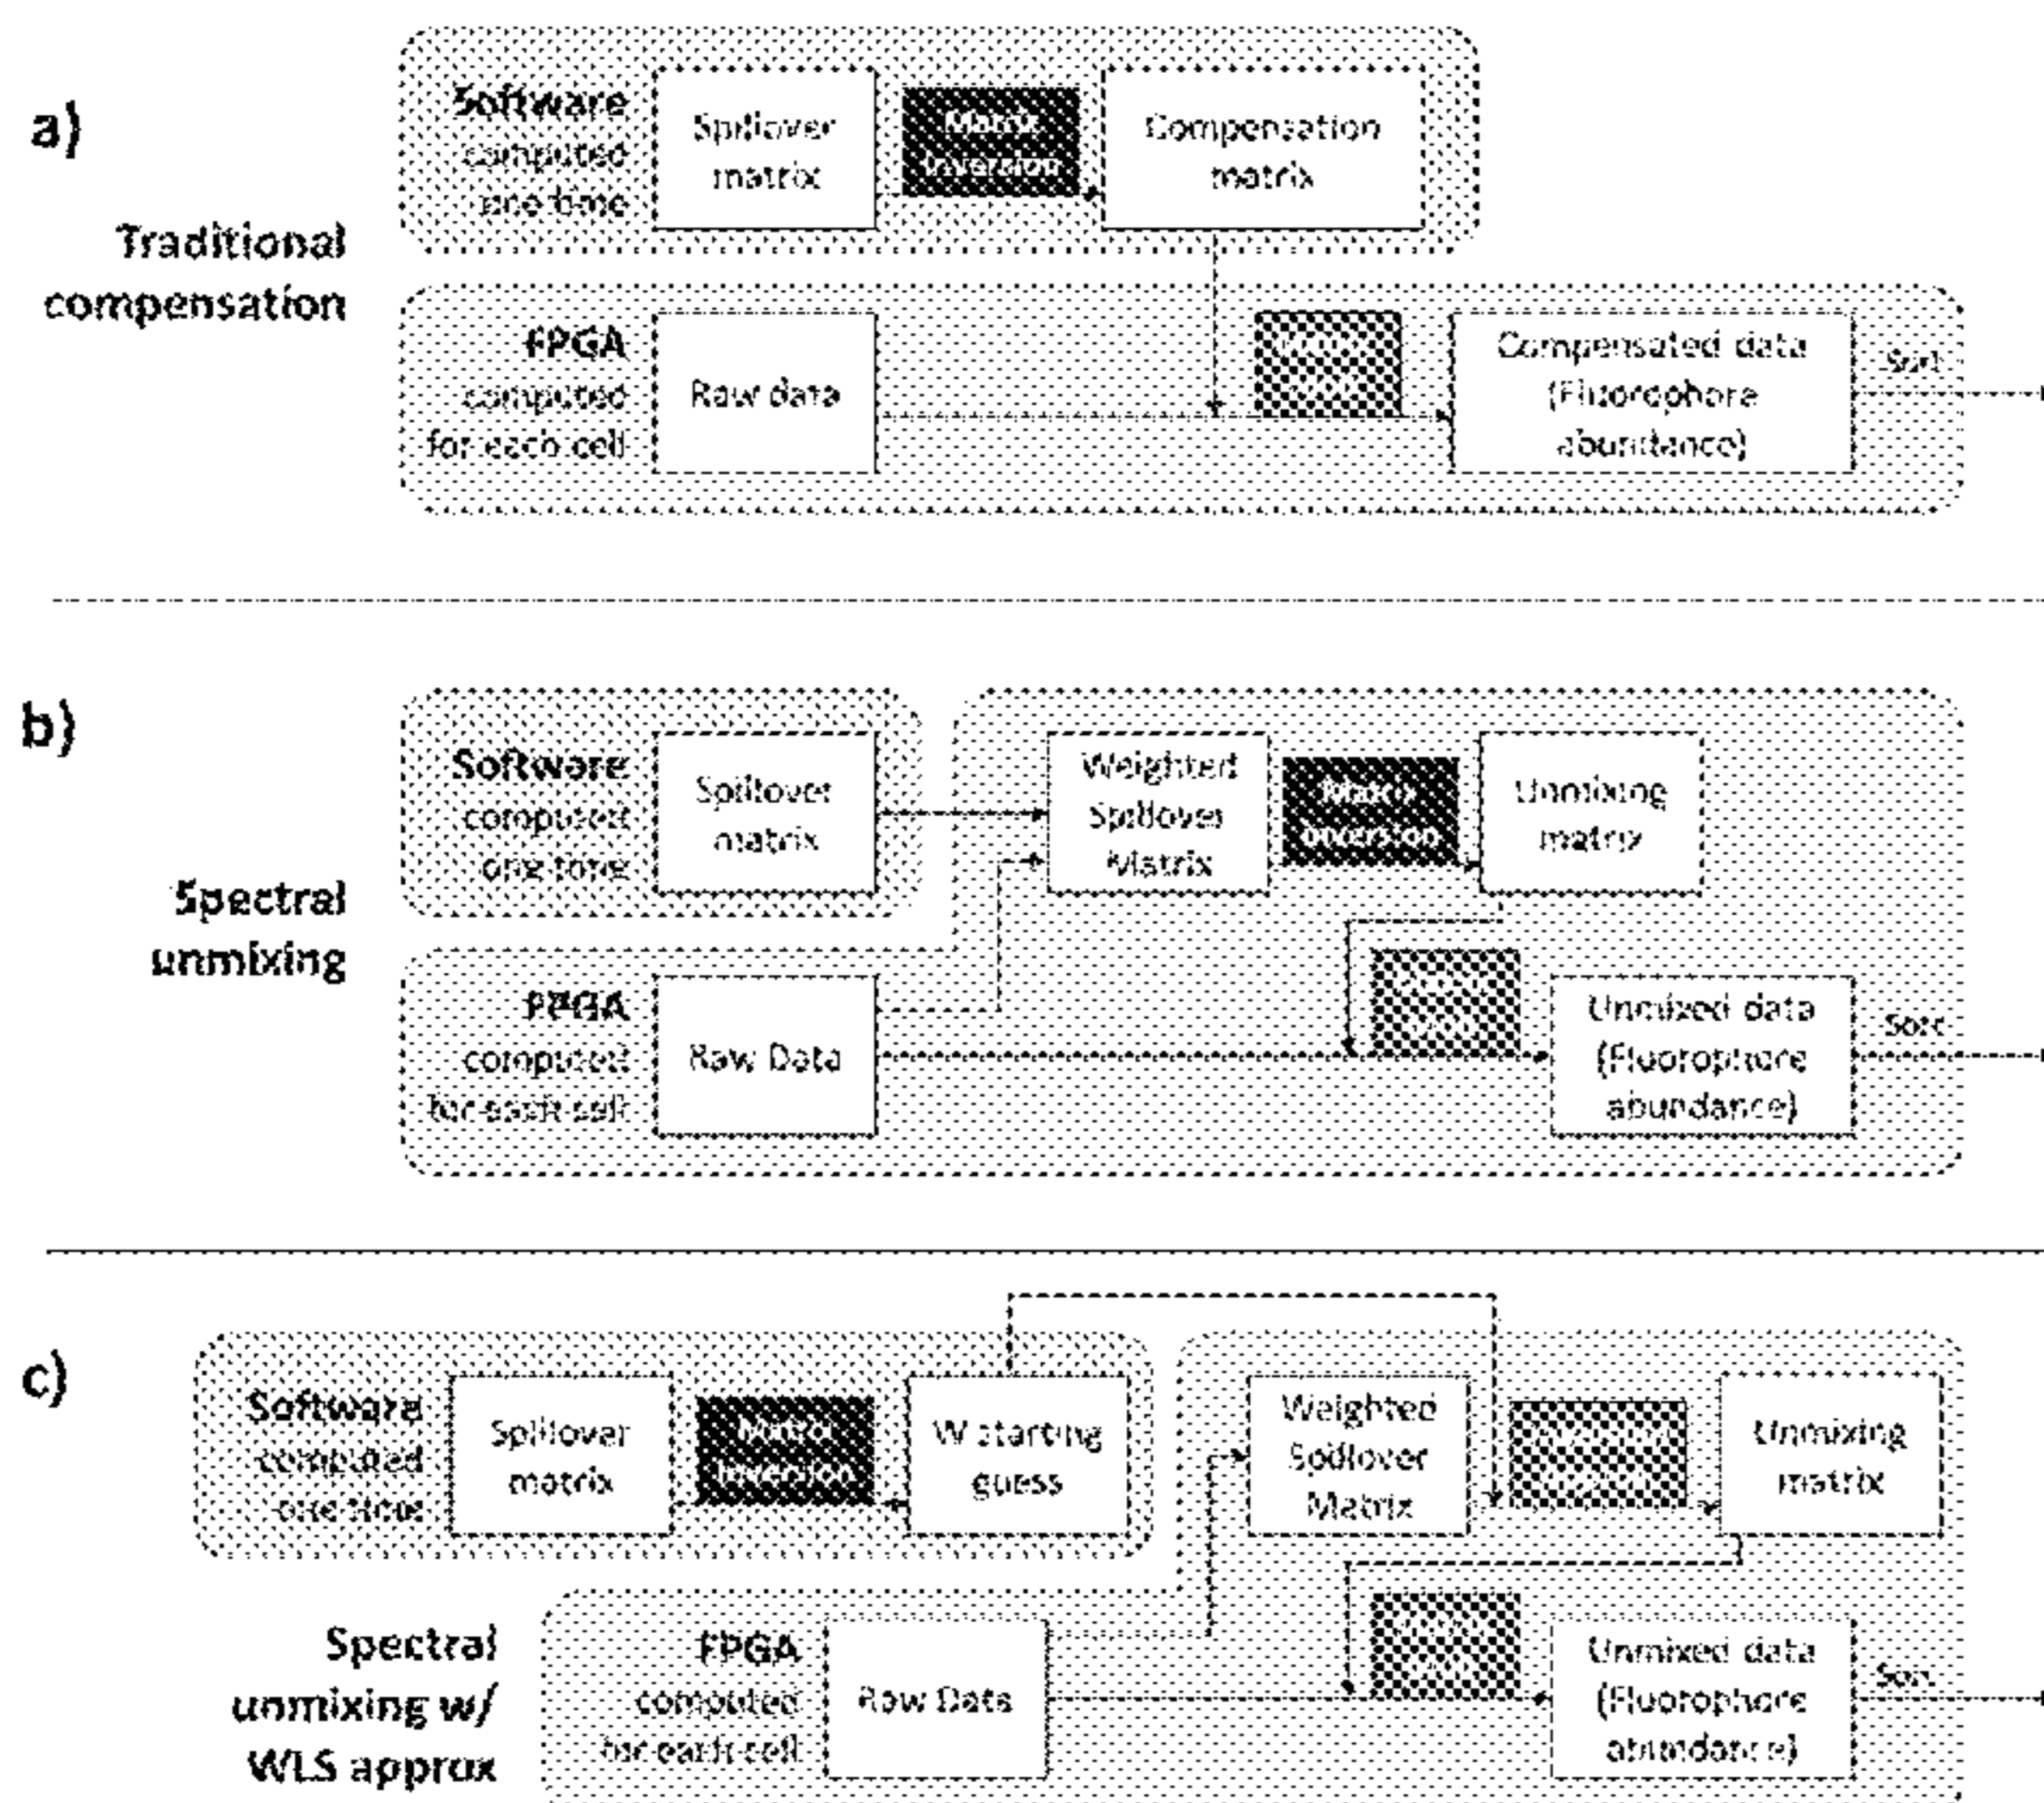 a)
Traditional
compensation
Software
computed
one time
Spillover
matrix
Matrix
Inversion
Compensation
matrix
FPGA
computed
for each cell
Raw data
Compensated data
(Fluorophore
abundance)
Sort
b)
Spectral
unmixing
Software
computed
one time
Spillover
matrix
Weighted
Spillover
Matrix
Matrix
Inversion
Unmixing
matrix
FPGA
computed
for each cell
Raw Data
Unmixed data
(Fluorophore
abundance)
Sort
c)
Spectral
unmixing w/
WLS approx
Software
computed
one time
Spillover
matrix
Matrix
Inversion
W starting
guess
Weighted
Spillover
Matrix
Unmixing
matrix
FPGA
computed
for each cell
Raw Data
Unmixed data
(Fluorophore
abundance)
Sort